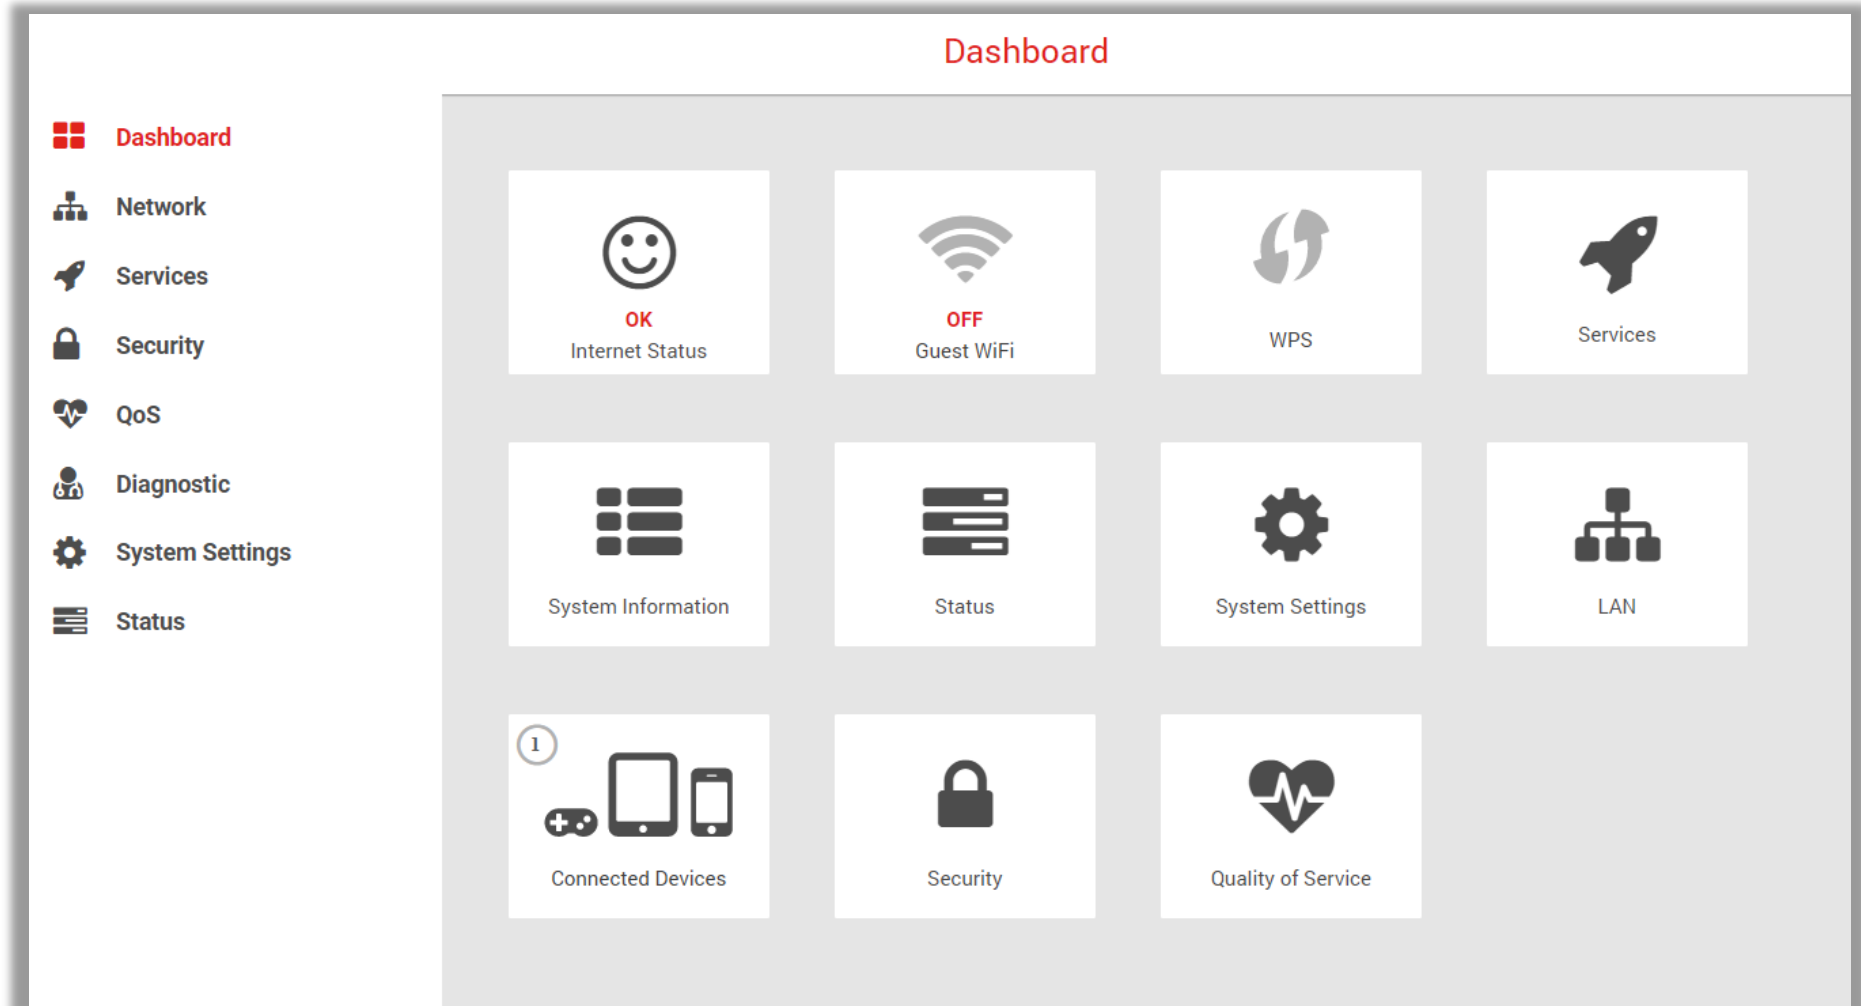 Dashboard
Dashboard
Network
Services
Security
QoS
Diagnostic
System Settings
Status
OK
Internet Status
OFF
Guest WiFi
WPS
Services
System Information
Status
System Settings
LAN
1
Connected Devices
Security
Quality of Service